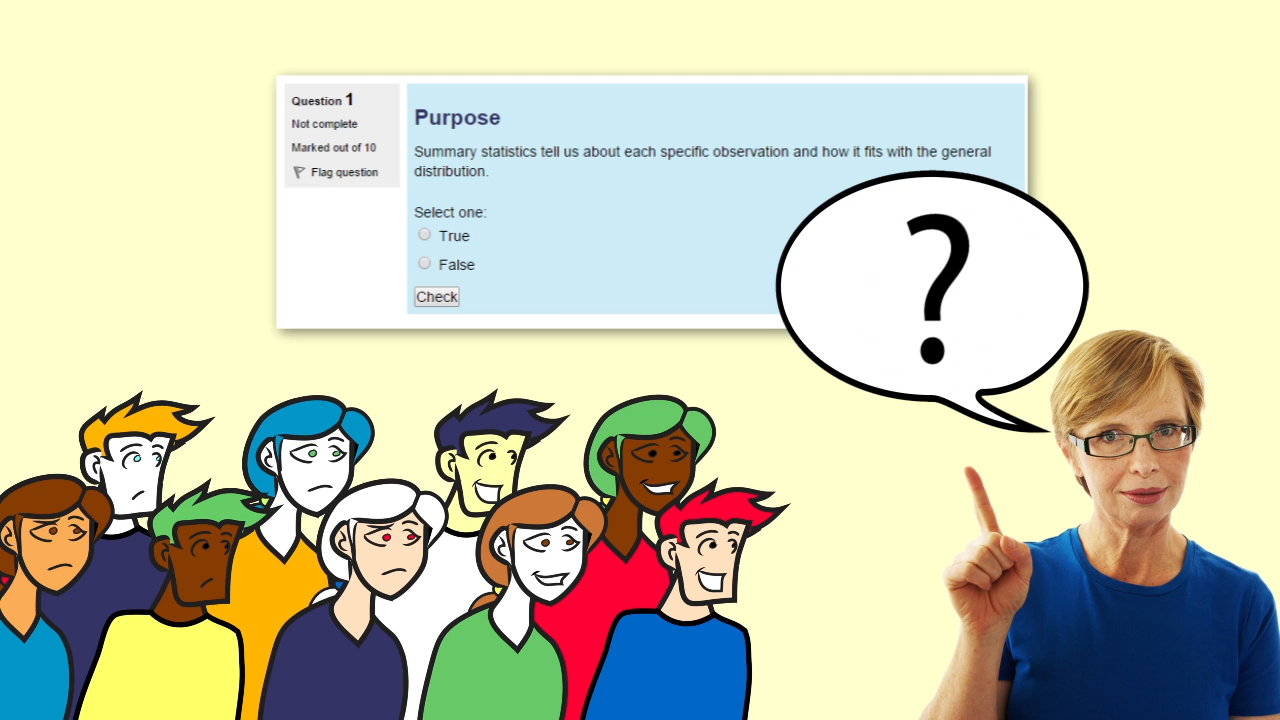 Question 1
Not complete
Marked out of 10
Flag question
Purpose
Summary statistics tell us about each specific observation and how it fits with the general
distribution.
Select one:
True
False
Check
?